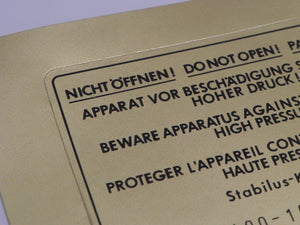 NICHT ÖFFNEN! DO NOT OPEN!
APPARAT VOR BESCHÄDIGUNG
HOHER DRUCK
BEWARE APPARATUS AGAINS
HIGH PRESSU
PROTEGER L'APPAREIL CON
HAUTE PRES
Stabilus-K